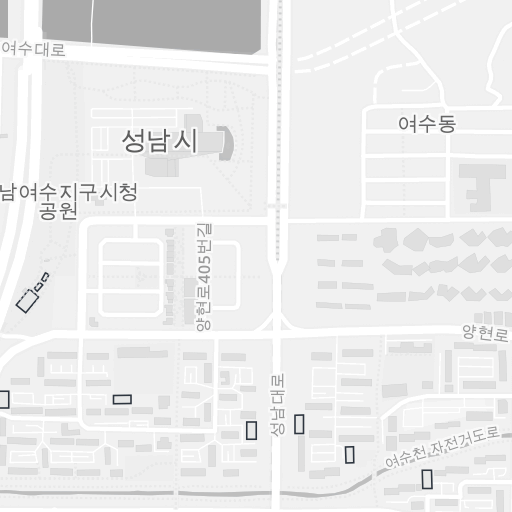 여수대로
여수동
성남시
남여수지구시청
공원
양현로405번길
양현로
성남대로
여수천 자전거도로